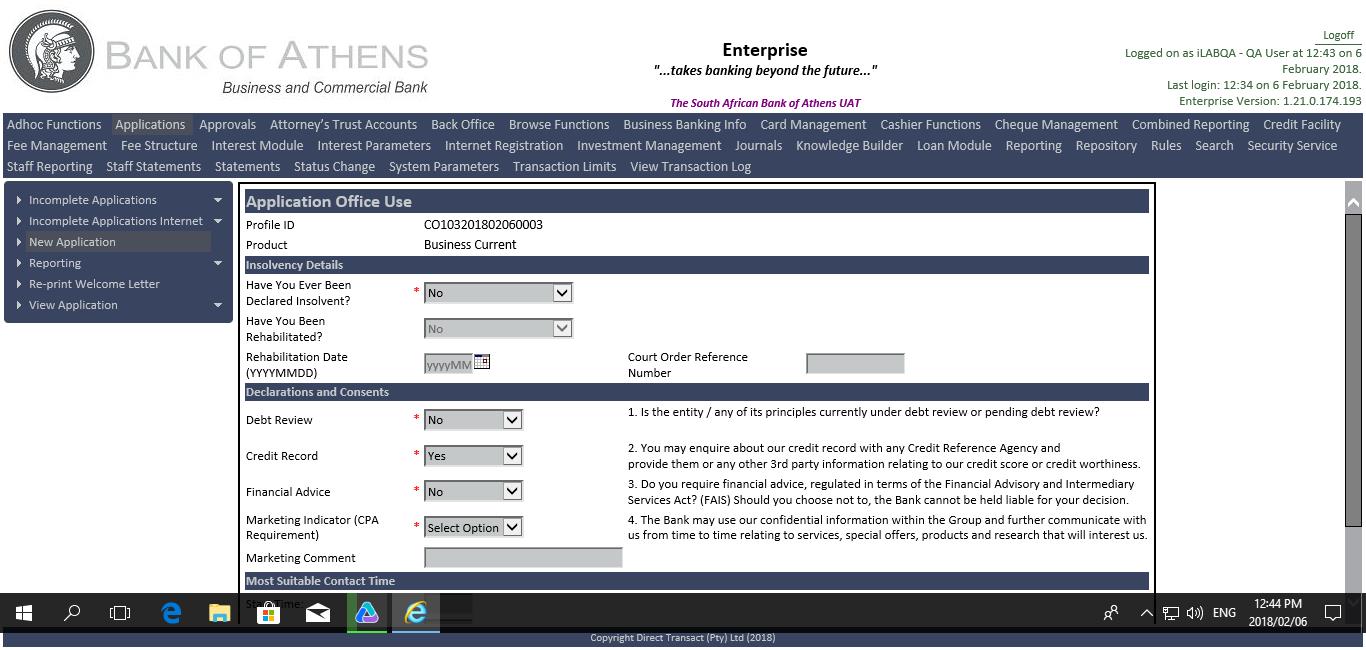 BANK OF ATHENS
Business and Commercial Bank
Enterprise
"...takes banking beyond the future..."
The South African Bank of Athens UAT
Logoff
Logged on as iLABQA - QA User at 12:43 on 6
February 2018.
Last login: 12:34 on 6 February 2018.
Enterprise Version: 1.21.0.174.193
Adhoc Functions Applications Approvals Attorney's Trust Accounts Back Office Browse Functions Business Banking Info Card Management Cashier Functions Cheque Management Combined Reporting Credit Facility
Fee Management Fee Structure Interest Module Interest Parameters Internet Registration Investment Management Journals Knowledge Builder Loan Module Reporting Repository Rules Search Security Service
Staff Reporting Staff Statements Statements Status Change System Parameters Transaction Limits View Transaction Log
Incomplete Applications
Incomplete Applications Internet
New Application
Reporting
Re-print Welcome Letter
View Application
Application Office Use
Profile ID CO103201802060003
Product Business Current
Insolvency Details
Have You Ever Been
Declared Insolvent?
* No
Have You Been
Rehabilitated?
No
Rehabilitation Date
(YYYYMMDD)
yyyyMM
Court Order Reference
Number
Declarations and Consents
Debt Review * No
1. Is the entity / any of its principles currently under debt review or pending debt review?
Credit Record * Yes
2. You may enquire about our credit record with any Credit Reference Agency and
provide them or any other 3rd party information relating to our credit score or credit worthiness.
Financial Advice * No
3. Do you require financial advice, regulated in terms of the Financial Advisory and Intermediary
Services Act? (FAIS) Should you choose not to, the Bank cannot be held liable for your decision.
Marketing Indicator (CPA
Requirement)
* Select Option
4. The Bank may use our confidential information within the Group and further communicate with
us from time to time relating to services, special offers, products and research that will interest us.
Marketing Comment
Most Suitable Contact Time
Start Time:
ENG
12:44 PM
2018/02/06
Copyright Direct Transact (Pty) Ltd (2018)